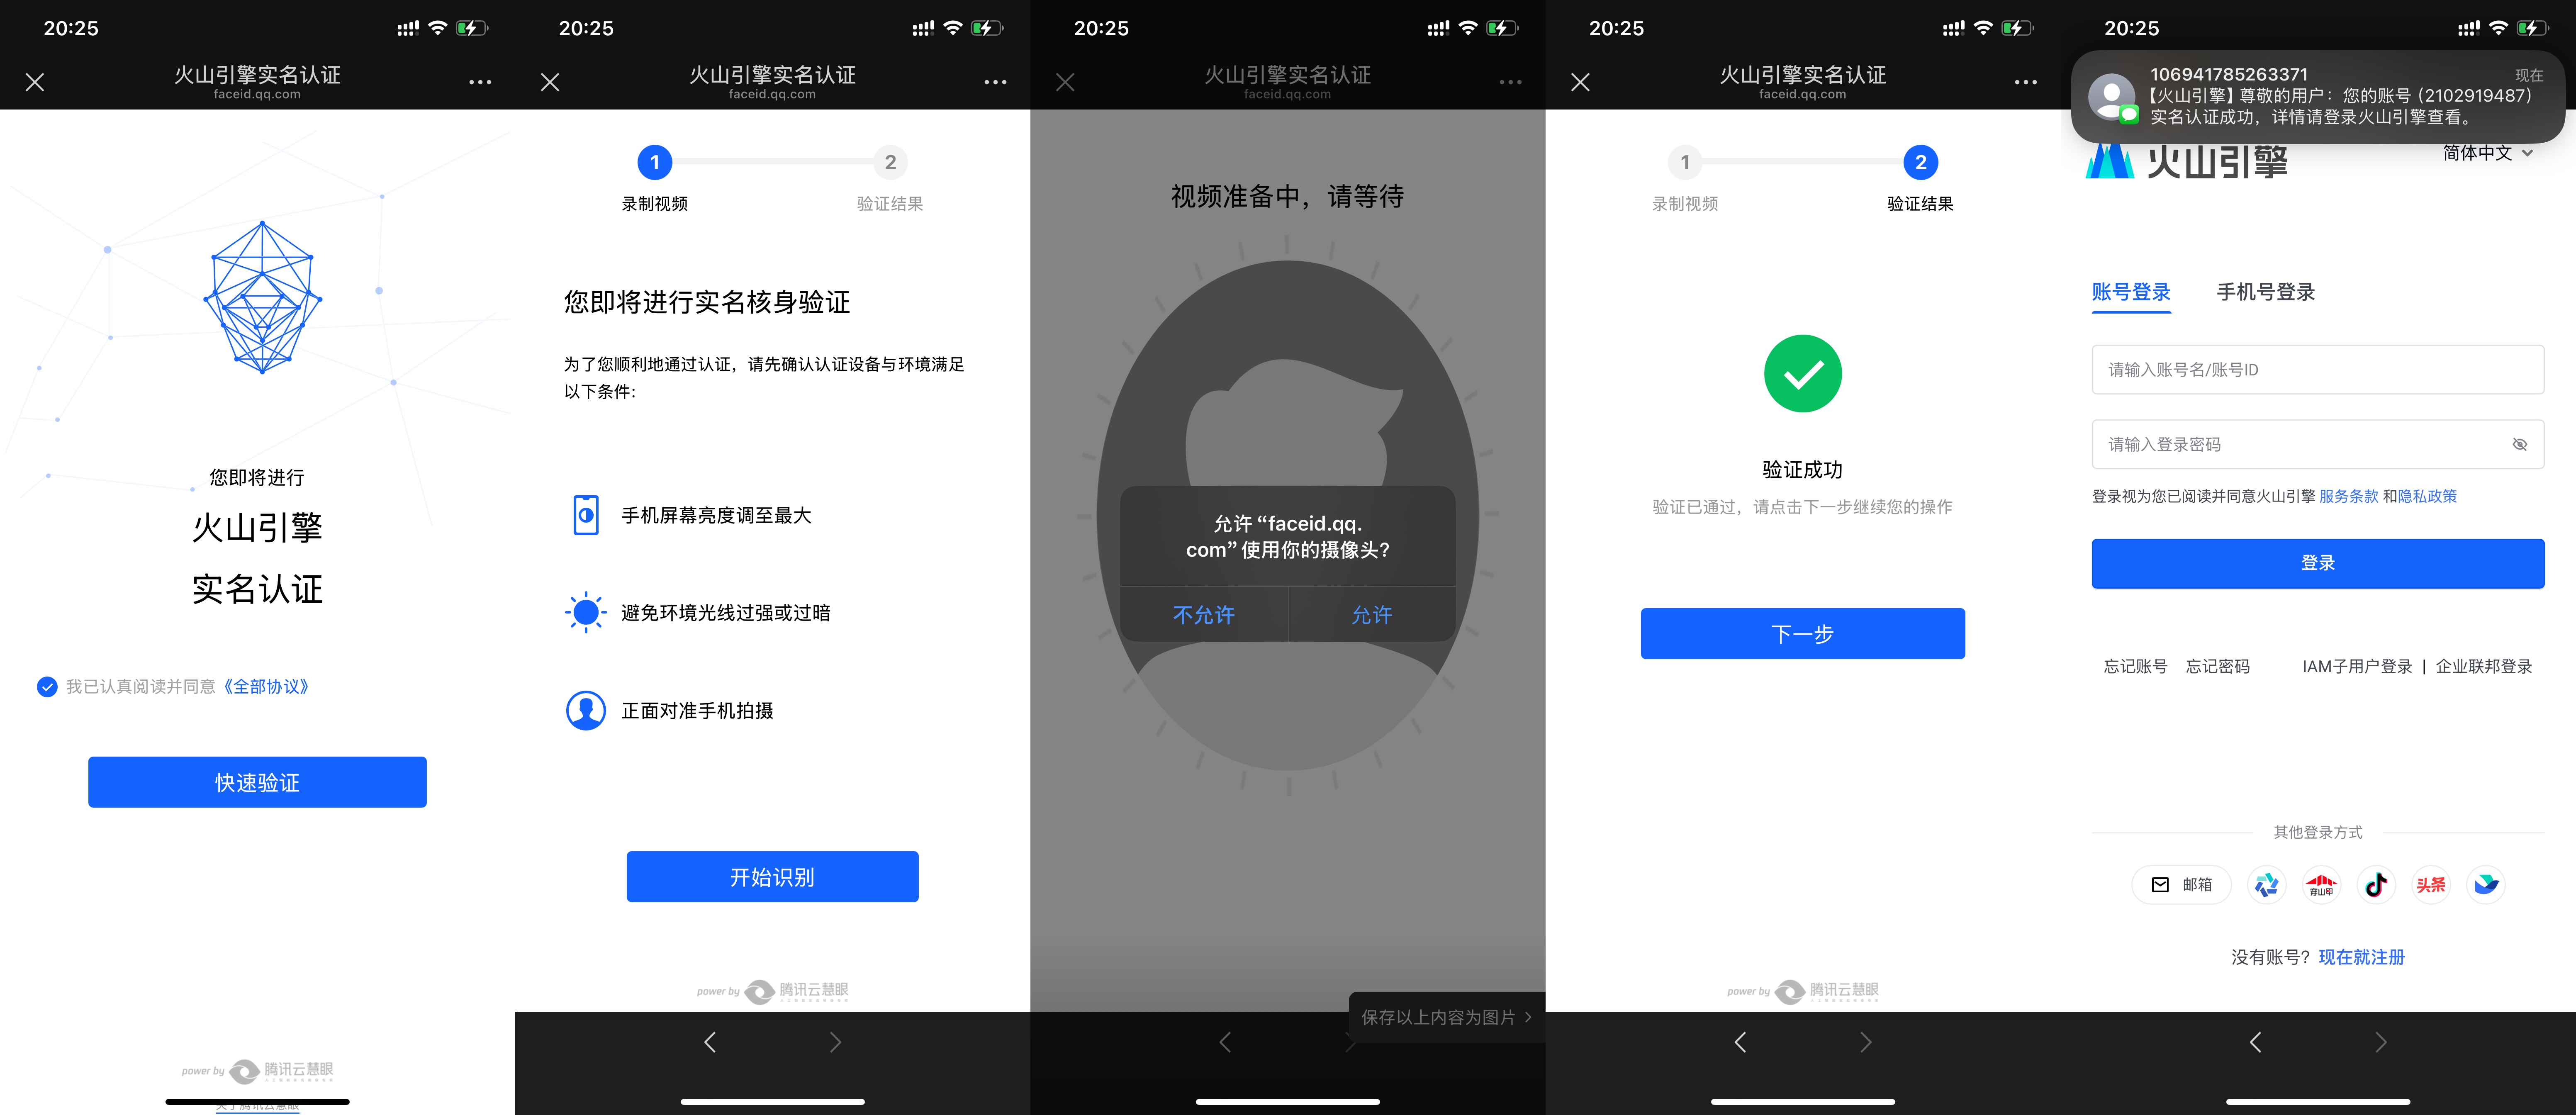 20:25
火山引擎实名认证
faceid.qq.com
您即将进行
火山引擎
实名认证
我已认真阅读并同意《全部协议》
快速验证
power by 腾讯云慧眼
关于腾讯云慧眼
20:25
火山引擎实名认证
faceid.qq.com
1
2
录制视频
验证结果
您即将进行实名核身验证
为了您顺利地通过认证，请先确认认证设备与环境满足
以下条件:
手机屏幕亮度调至最大
避免环境光线过强或过暗
正面对准手机拍摄
开始识别
power by 腾讯云慧眼
20:25
火山引擎实名认证
faceid.qq.com
视频准备中，请等待
允许“faceid.qq.
com”使用你的摄像头?
不允许
允许
保存以上内容为图片
20:25
火山引擎实名认证
faceid.qq.com
1
2
录制视频
验证结果
验证成功
验证已通过，请点击下一步继续您的操作
下一步
power by 腾讯云慧眼
20:25
106941785263371
现在
【火山引擎】尊敬的用户：您的账号（2102919487）
实名认证成功，详情请登录火山引擎查看。
火山引擎
简体中文
账号登录
手机号登录
请输入账号名/账号ID
请输入登录密码
登录视为您已阅读并同意火山引擎 服务条款 和隐私政策
登录
忘记账号
忘记密码
IAM子用户登录 | 企业联邦登录
其他登录方式
邮箱
穿山甲
头条
没有账号? 现在就注册